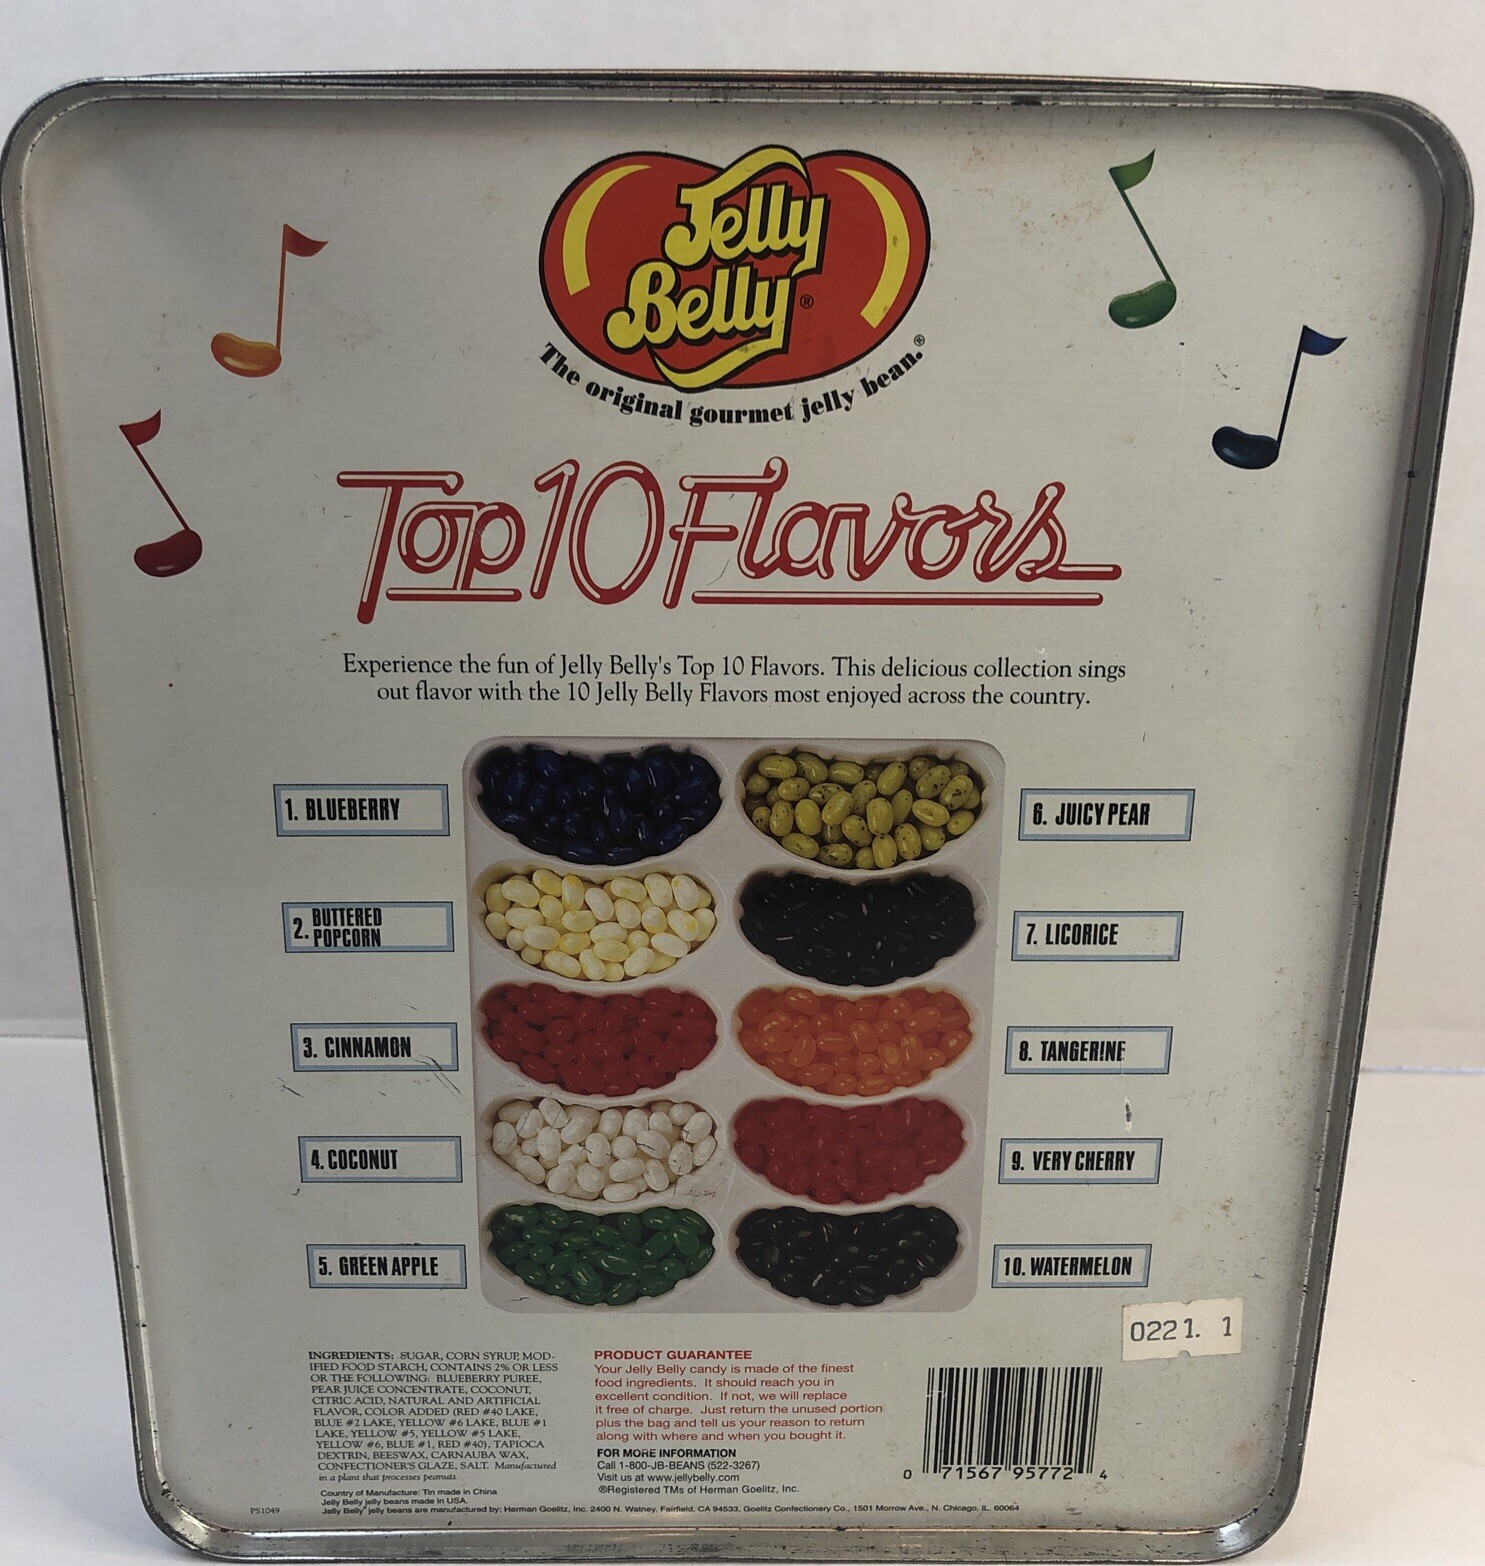 Jelly
Belly®
The original gourmet jelly bean.®
Top 10 Flavors
Experience the fun of Jelly Belly's Top 10 Flavors. This delicious collection sings
out flavor with the 10 Jelly Belly Flavors most enjoyed across the country.
1. BLUEBERRY
2. BUTTERED
POPCORN
3. CINNAMON
4. COCONUT
5. GREEN APPLE
6. JUICY PEAR
7. LICORICE
8. TANGERINE
9. VERY CHERRY
10. WATERMELON
0221. 1
INGREDIENTS: SUGAR, CORN SYRUP, MOD-
IFIED FOOD STARCH, CONTAINS 2% OR LESS
OR THE FOLLOWING: BLUEBERRY PUREE,
PEAR JUICE CONCENTRATE, COCONUT,
CITRIC ACID, NATURAL AND ARTIFICIAL
FLAVOR, COLOR ADDED (RED #40 LAKE,
BLUE #2 LAKE, YELLOW #6 LAKE, BLUE #1
LAKE, YELLOW #5, YELLOW #5 LAKE,
YELLOW #6, BLUE #1, RED #40), TAPIOCA
DEXTRIN, BEESWAX, CARNAUBA WAX,
CONFECTIONER'S GLAZE, SALT. Manufactured
in a plant that processes peanuts.
PRODUCT GUARANTEE
Your Jelly Belly candy is made of the finest
food ingredients. It should reach you in
excellent condition. If not, we will replace
it free of charge. Just return the unused portion
plus the bag and tell us your reason to return
along with where and when you bought it.
FOR MORE INFORMATION
Call 1-800-JB-BEANS (522-3267)
Visit us at www.jellybelly.com
®Registered TMs of Herman Goelitz, Inc.
0 71567 95772 4
Country of Manufacture: Tin made in China
Jelly Belly jelly beans made in USA.
PS1049
Jelly Belly® jelly beans are manufactured by: Herman Goelitz, Inc. 2400 N. Watney, Fairfield, CA 94533, Goelitz Confectionery Co., 1501 Morrow Ave., N. Chicago, IL. 60064